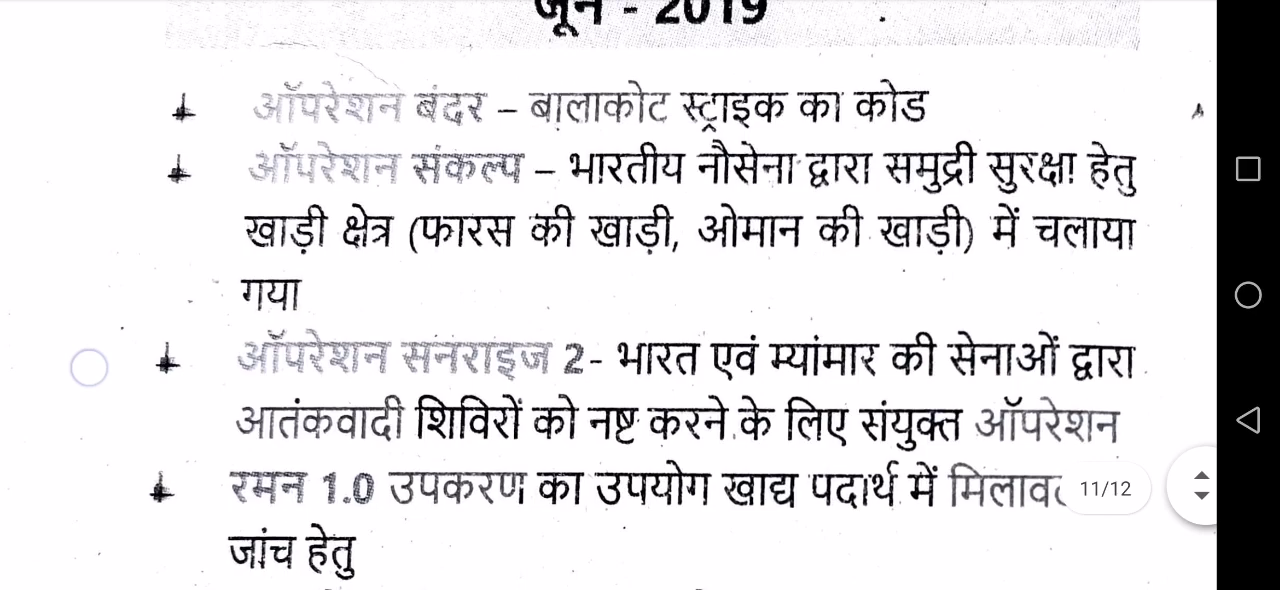 जून - 2019
ऑपरेशन बंदर – बालाकोट स्ट्राइक का कोड
ऑपरेशन संकल्प – भारतीय नौसेना द्वारा समुद्री सुरक्षा हेतु
खाड़ी क्षेत्र (फारस की खाड़ी, ओमान की खाड़ी) में चलाया
गया
ऑपरेशन सनराइज 2- भारत एवं म्यांमार की सेनाओं द्वारा
आतंकवादी शिविरों को नष्ट करने के लिए संयुक्त ऑपरेशन
रमन 1.0 उपकरण का उपयोग खाद्य पदार्थ में 11/12
जांच हेतु